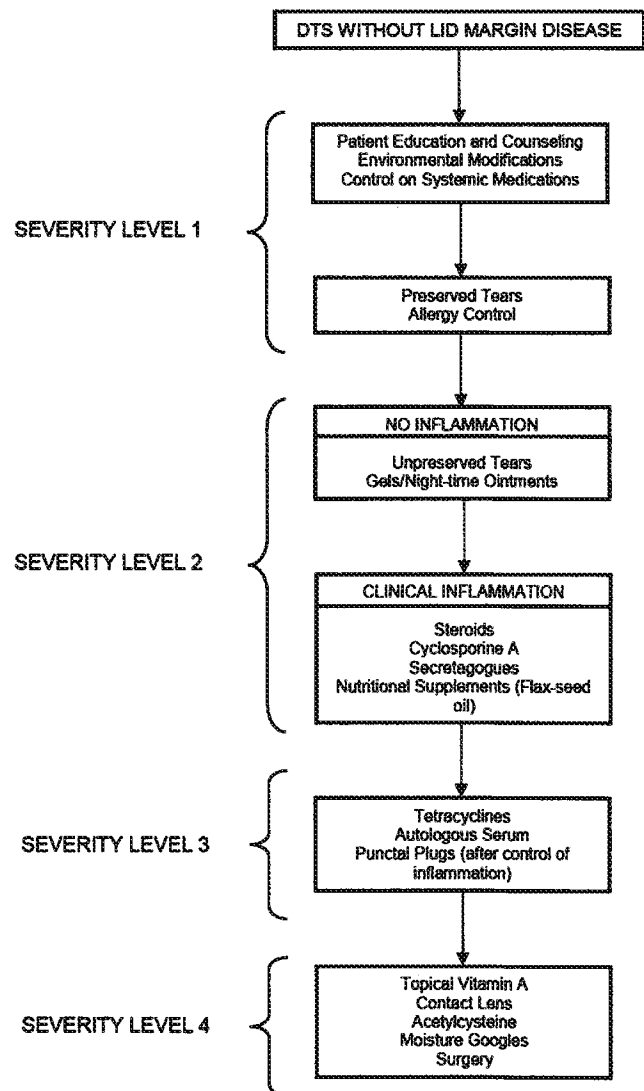 DTS WITHOUT LID MARGIN DISEASE
SEVERITY LEVEL 1
Patient Education and Counseling
Environmental Modifications
Control on Systemic Medications
Preserved Tears
Allergy Control
SEVERITY LEVEL 2
NO INFLAMMATION
Unpreserved Tears
Gels/Night-time Ointments
CLINICAL INFLAMMATION
Steroids
Cyclosporine A
Secretagogues
Nutritional Supplements (Flax-seed
oil)
SEVERITY LEVEL 3
Tetracyclines
Autologous Serum
Punctal Plugs (after control of
inflammation)
SEVERITY LEVEL 4
Topical Vitamin A
Contact Lens
Acetylcysteine
Moisture Googles
Surgery